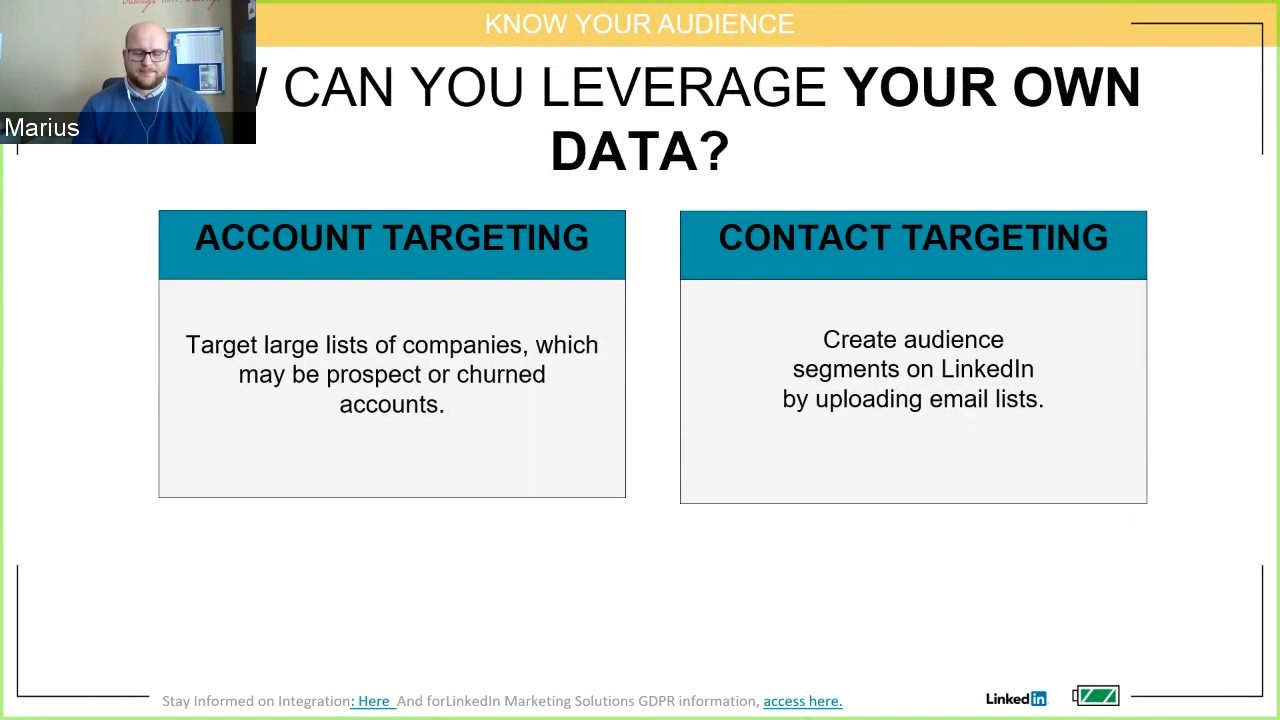 KNOW YOUR AUDIENCE
CAN YOU LEVERAGE YOUR OWN
DATA?
Marius
ACCOUNT TARGETING
Target large lists of companies, which
may be prospect or churned
accounts.
CONTACT TARGETING
Create audience
segments on LinkedIn
by uploading email lists.
Stay Informed on Integration: Here And forLinkedIn Marketing Solutions GDPR information, access here.
Linkedin